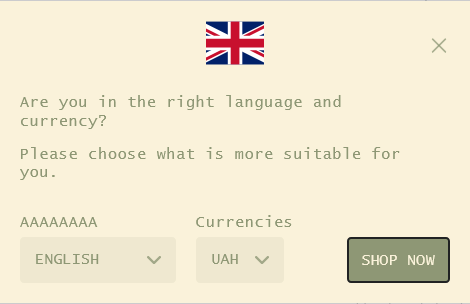 Are you in the right language and
currency?
Please choose what is more suitable for
you.
AAAAAAAA
Currencies
ENGLISH
UAH
SHOP NOW